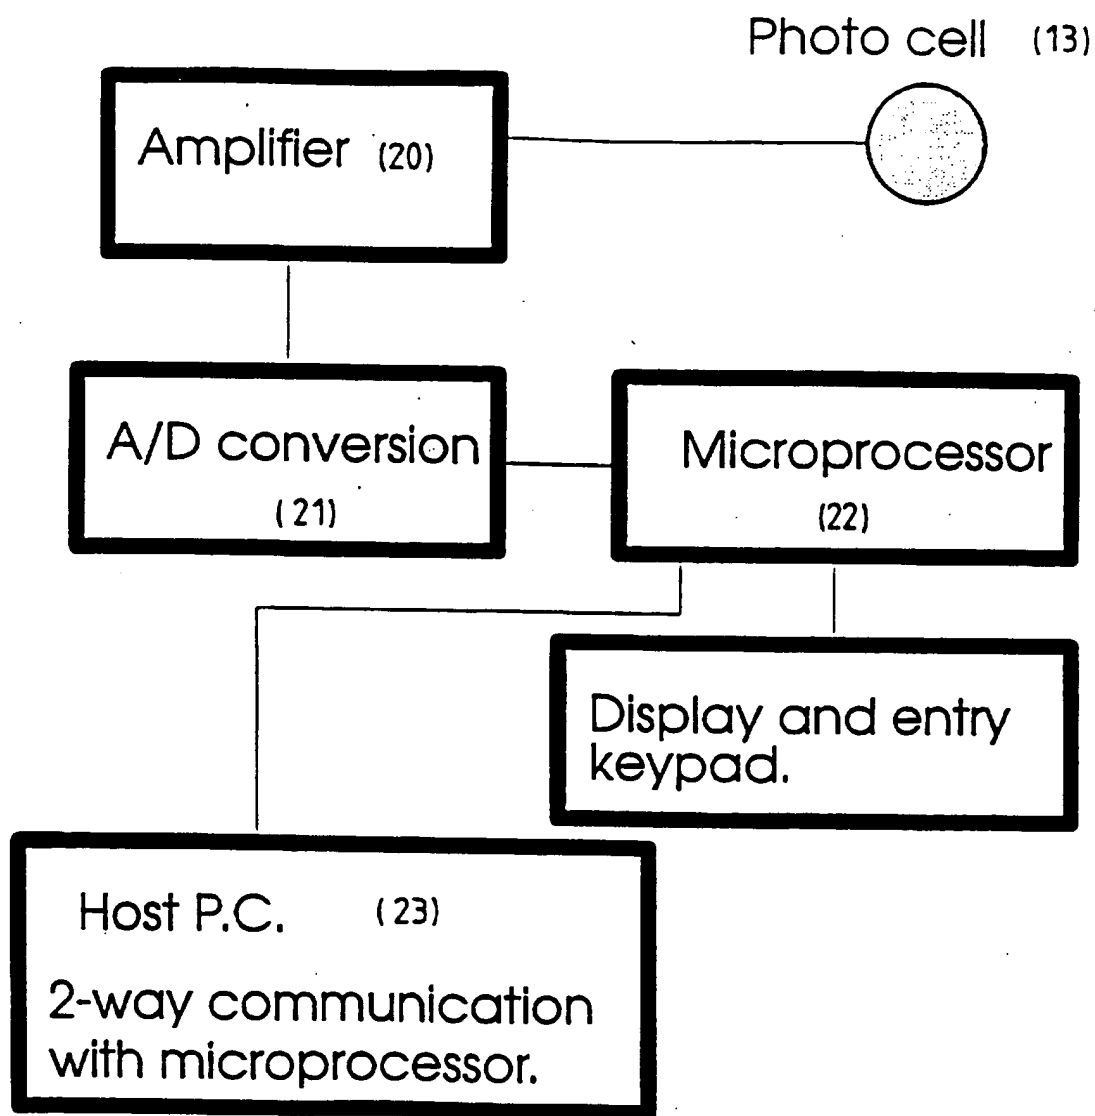 Photo cell (13)
Amplifier (20)
A/D conversion
(21)
Microprocessor
(22)
Display and entry
keypad.
Host P.C. (23)
2-way communication
with microprocessor.